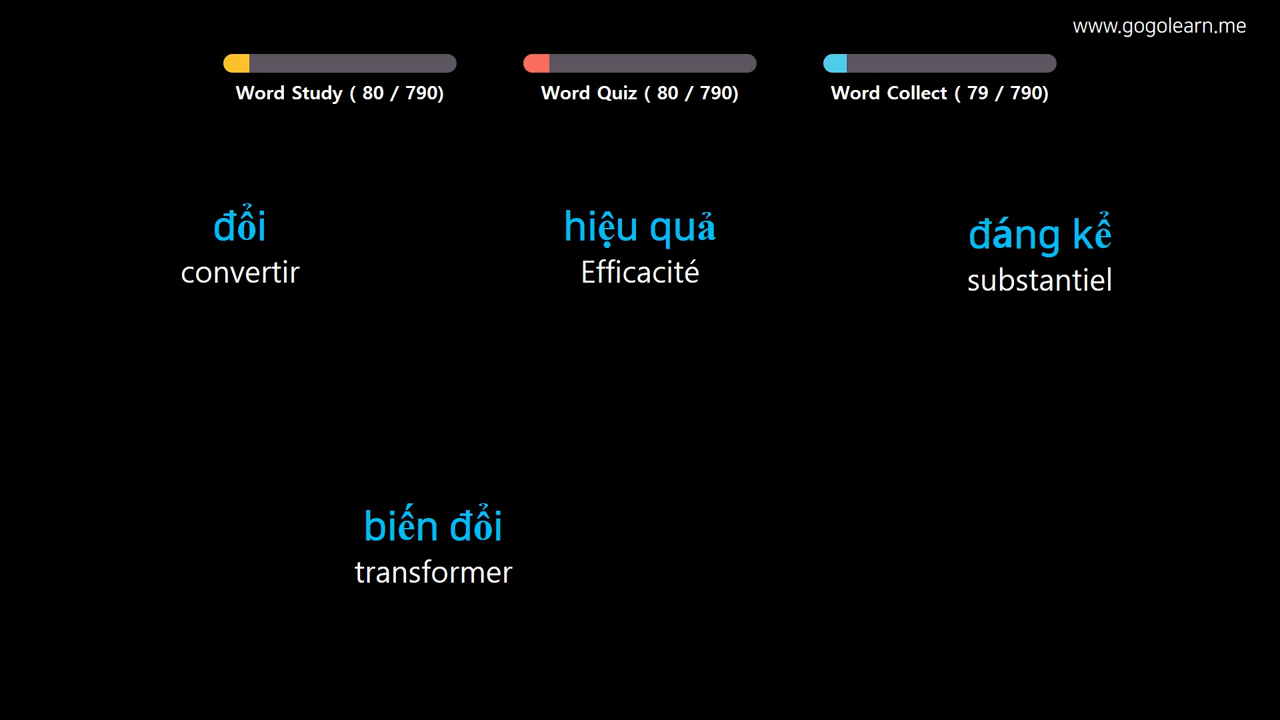 www.gogolearn.me
Word Study ( 80 / 790)
Word Quiz ( 80 / 790)
Word Collect ( 79 / 790)
đổi
convertir
hiệu quả
Efficacité
đáng kể
substantiel
biến đổi
transformer